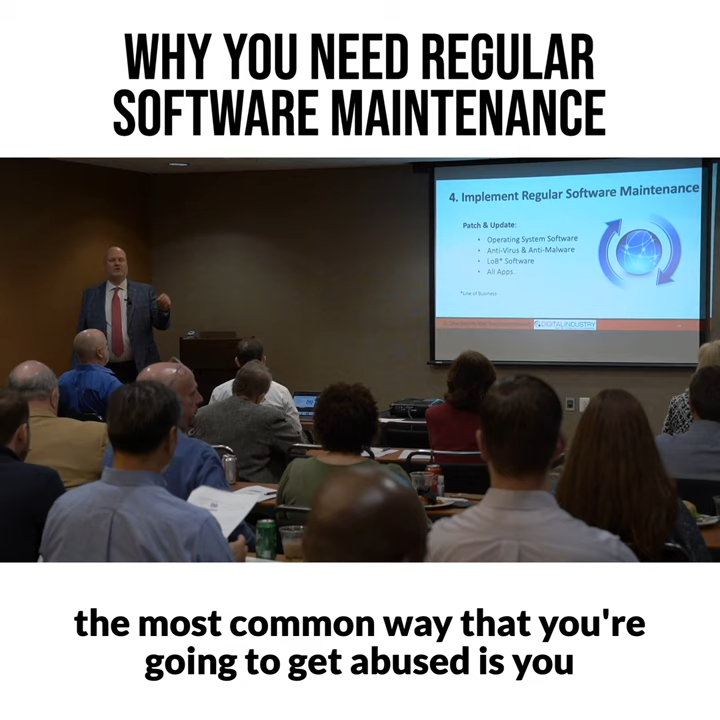 WHY YOU NEED REGULAR
SOFTWARE MAINTENANCE
4. Implement Regular Software Maintenance
Patch & Update:
• Operating System Software
• Anti-Virus & Anti-Malware
• LoB* Software
• All Apps.
*Line of Business
DIGITAL INDUSTRY
the most common way that you're
going to get abused is you